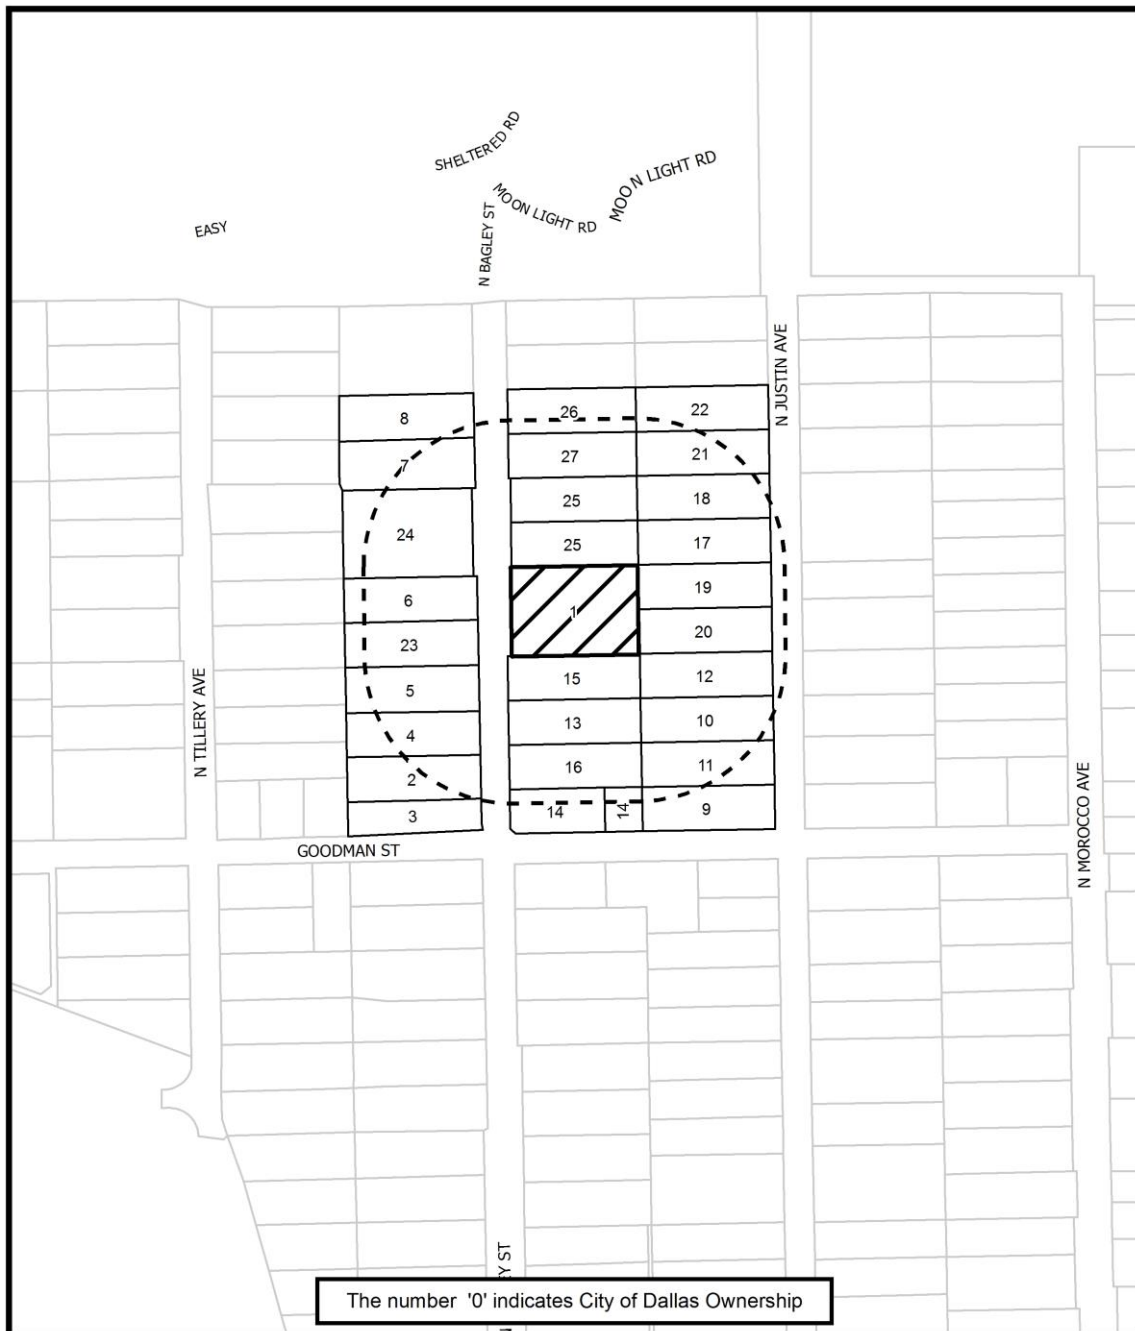 SHELTERED RD
MOON LIGHT RD
MOON LIGHT RD
EASY
N BAGLEY ST
N JUSTIN AVE
8
26
22
7
27
21
25
18
24
25
17
6
1
19
23
20
5
15
12
4
13
10
2
16
11
3
14
14
9
N TILLERY AVE
GOODMAN ST
N MOROCCO AVE
EY ST
The number '0' indicates City of Dallas Ownership